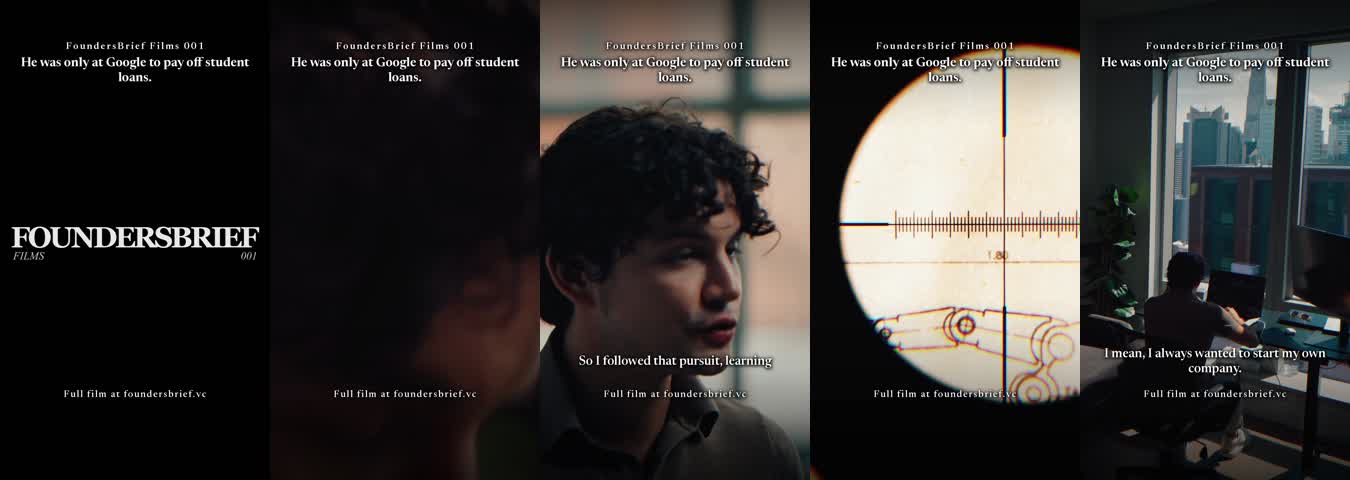 FoundersBrief Films 001
He was only at Google to pay off student
loans.
FOUNDERSBRIEF
FILMS 001
Full film at foundersbrief.vc
FoundersBrief Films 001
He was only at Google to pay off student
loans.
Full film at foundersbrief.vc
FoundersBrief Films 001
He was only at Google to pay off student
loans.
So I followed that pursuit, learning
Full film at foundersbrief.vc
FoundersBrief Films 001
He was only at Google to pay off student
loans.
1.80
Full film at foundersbrief.vc
FoundersBrief Films 001
He was only at Google to pay off student
loans.
I mean, I always wanted to start my own
company.
Full film at foundersbrief.vc